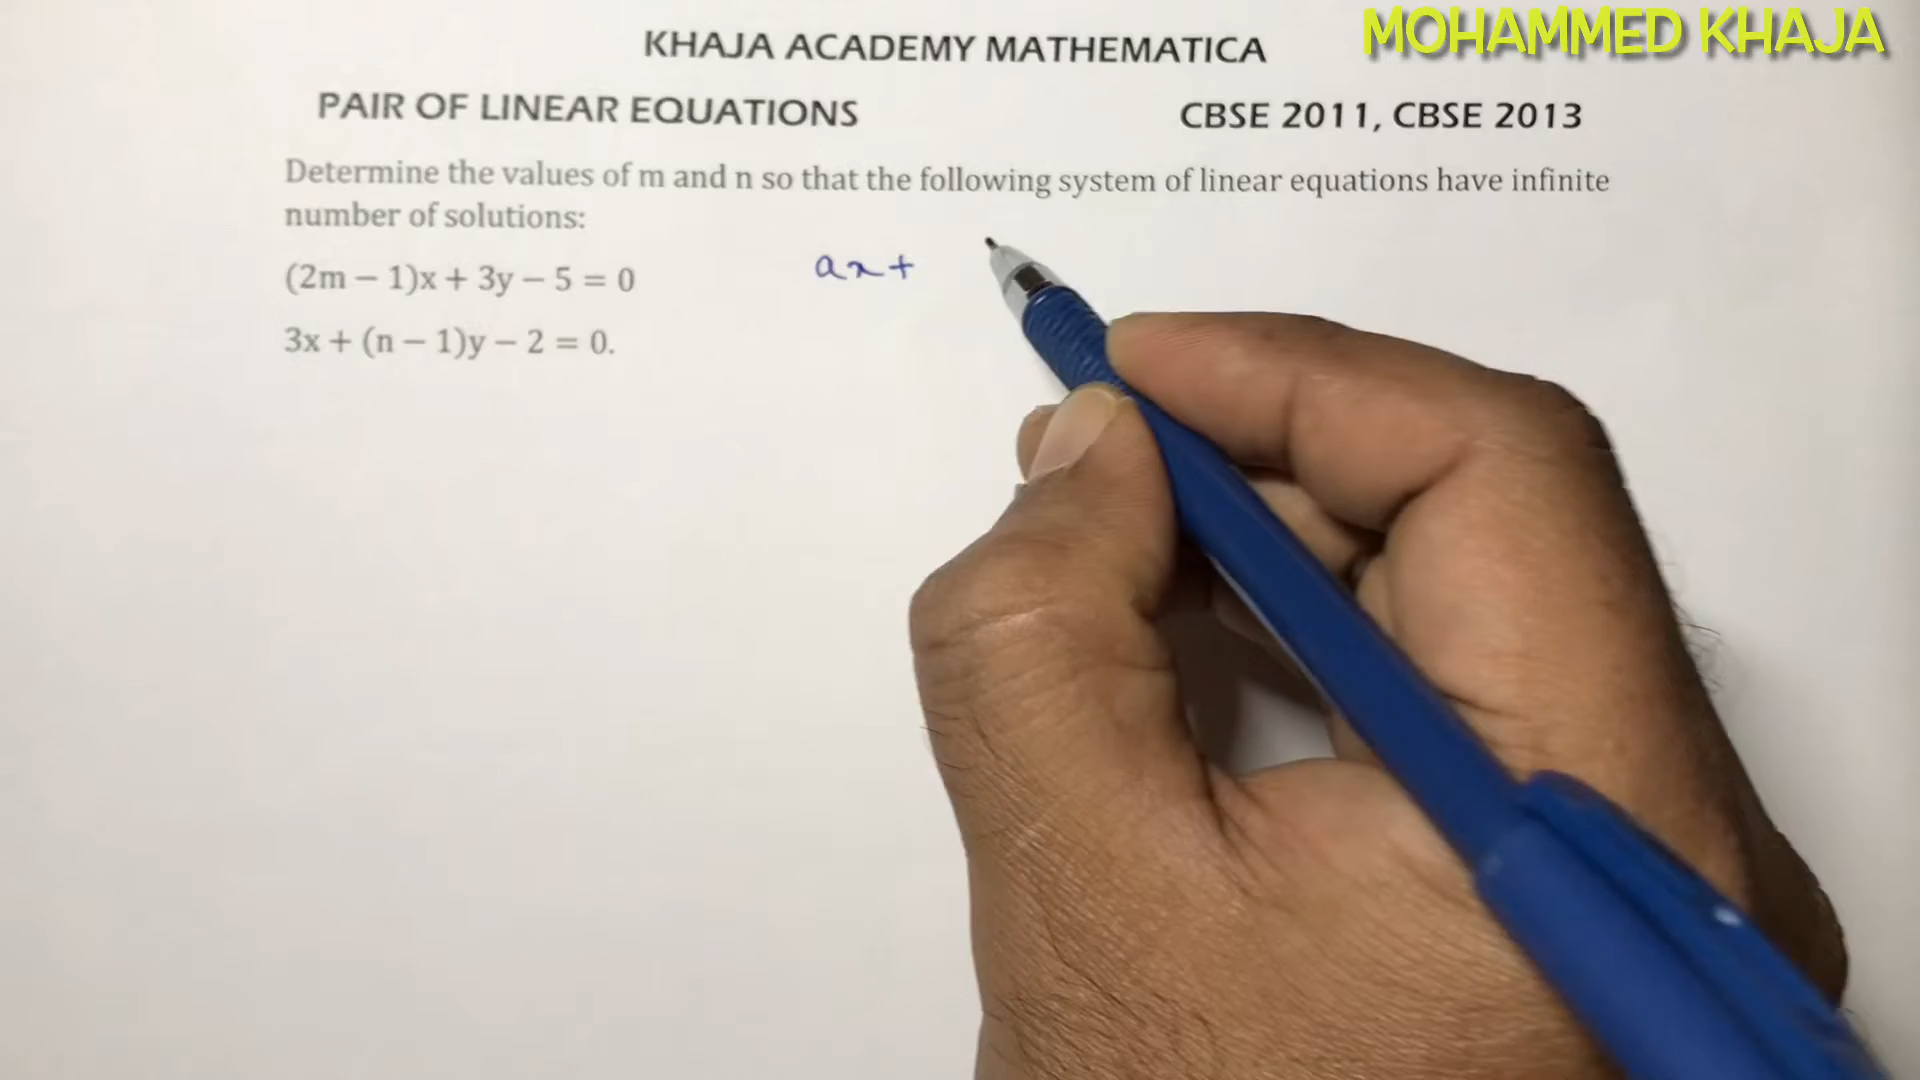 MOHAMMED KHAJA
KHAJA ACADEMY MATHEMATICA
PAIR OF LINEAR EQUATIONS CBSE 2011, CBSE 2013
Determine the values of m and n so that the following system of linear equations have infinite
number of solutions:
(2m − 1)x + 3y − 5 = 0 ax+
3x + (n − 1)y − 2 = 0.